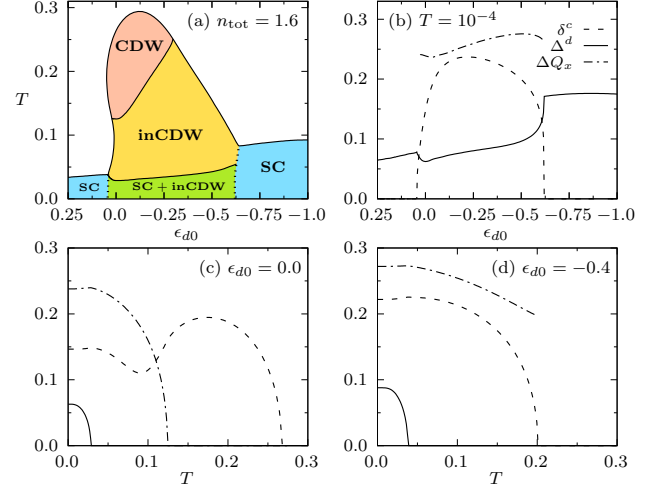 (a) n_tot = 1.6
CDW
inCDW
SC
SC + inCDW
SC
T
0.3
0.2
0.1
0.0
0.25 0.0 −0.25 −0.5 −0.75 −1.0
ϵ_d0
(b) T = 10⁻⁴
δ^c
Δ^d
ΔQ_x
0.3
0.2
0.1
0.0
0.25 0.0 −0.25 −0.5 −0.75 −1.0
ϵ_d0
(c) ϵ_d0 = 0.0
0.3
0.2
0.1
0.0
0.0 0.1 0.2 0.3
T
(d) ϵ_d0 = −0.4
0.3
0.2
0.1
0.0
0.0 0.1 0.2 0.3
T